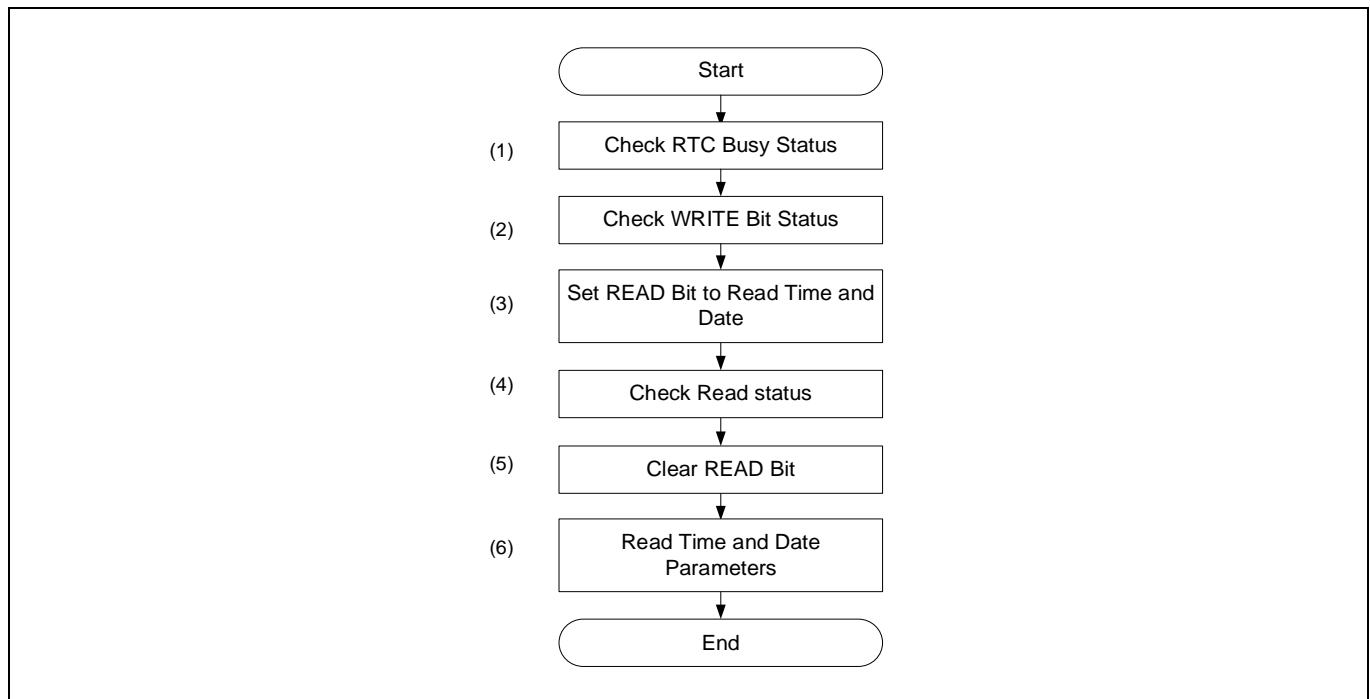 Start
(1)
Check RTC Busy Status
(2)
Check WRITE Bit Status
(3)
Set READ Bit to Read Time and
Date
(4)
Check Read status
(5)
Clear READ Bit
(6)
Read Time and Date
Parameters
End